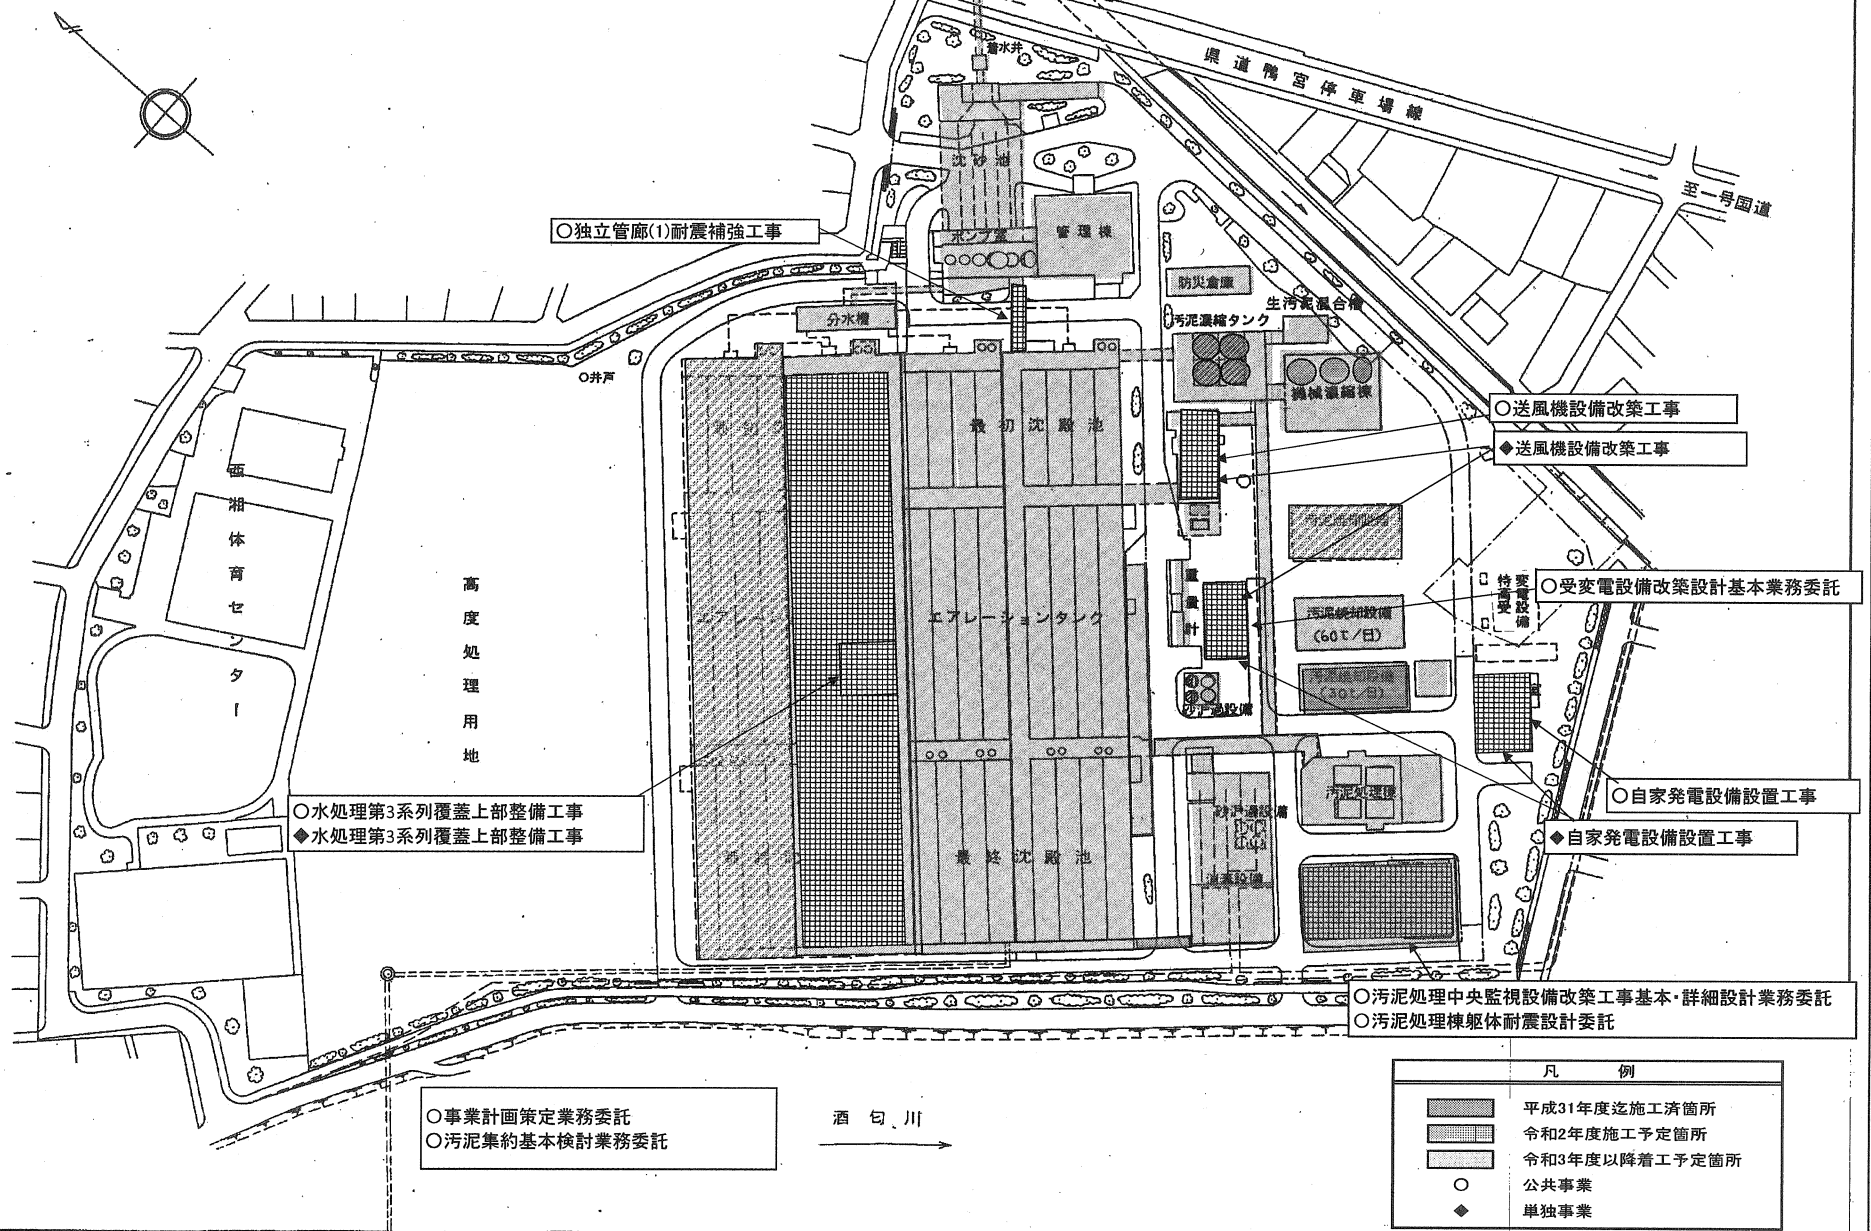 着水井
県道鴨宮停車場線
至一号国道
沈砂池
○独立管廊(1)耐震補強工事
ポンプ室
管理棟
防災倉庫
生汚泥混合槽
分水槽
汚泥濃縮タンク
○井戸
機械濃縮棟
○送風機設備改築工事
◆送風機設備改築工事
最初沈殿池
西湘体育センター
高度処理用地
重量計
特高受変電設備
○受変電設備改築設計基本業務委託
エアレーションタンク
汚泥焼却設備
(60t/日)
汚泥焼却設備
(30t/日)
砂ろ過設備
○自家発電設備設置工事
◆自家発電設備設置工事
○水処理第3系列覆蓋上部整備工事
◆水処理第3系列覆蓋上部整備工事
汚泥処理棟
砂ろ過設備
最終沈殿池
消毒設備
○汚泥処理中央監視設備改築工事基本・詳細設計業務委託
○汚泥処理棟躯体耐震設計委託
○事業計画策定業務委託
○汚泥集約基本検討業務委託
酒匂川
凡 例
平成31年度迄施工済箇所
令和2年度施工予定箇所
令和3年度以降着工予定箇所
○ 公共事業
◆ 単独事業